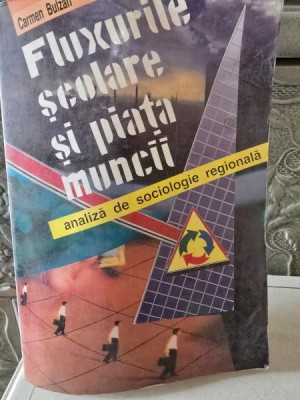 Carmen Bulzan
Fluxurile
școlare
și piața
muncii
analiză de sociologie regională